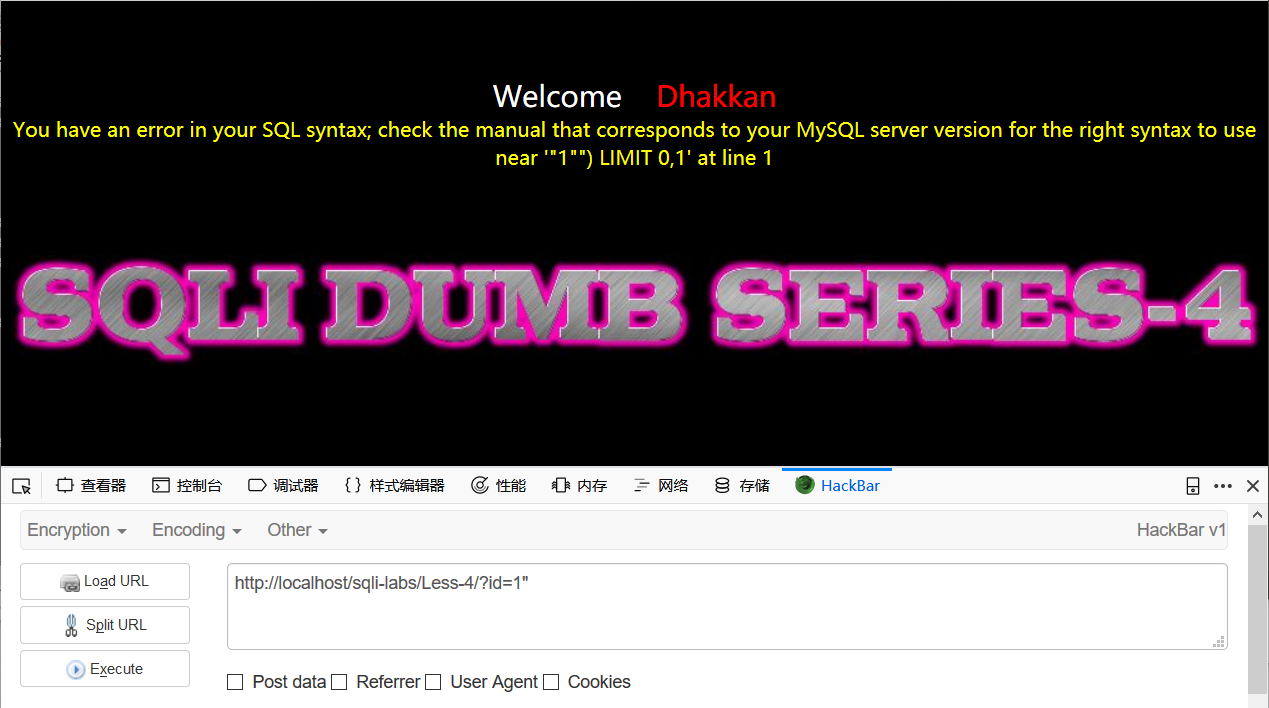 Welcome Dhakkan
You have an error in your SQL syntax; check the manual that corresponds to your MySQL server version for the right syntax to use
near '"1"") LIMIT 0,1' at line 1
SQLI DUMB SERIES-4
查看器 控制台 调试器 {} 样式编辑器 性能 内存 网络 存储 HackBar
Encryption Encoding Other HackBar v1
Load URL http://localhost/sqli-labs/Less-4/?id=1"
Split URL
Execute
Post data Referrer User Agent Cookies